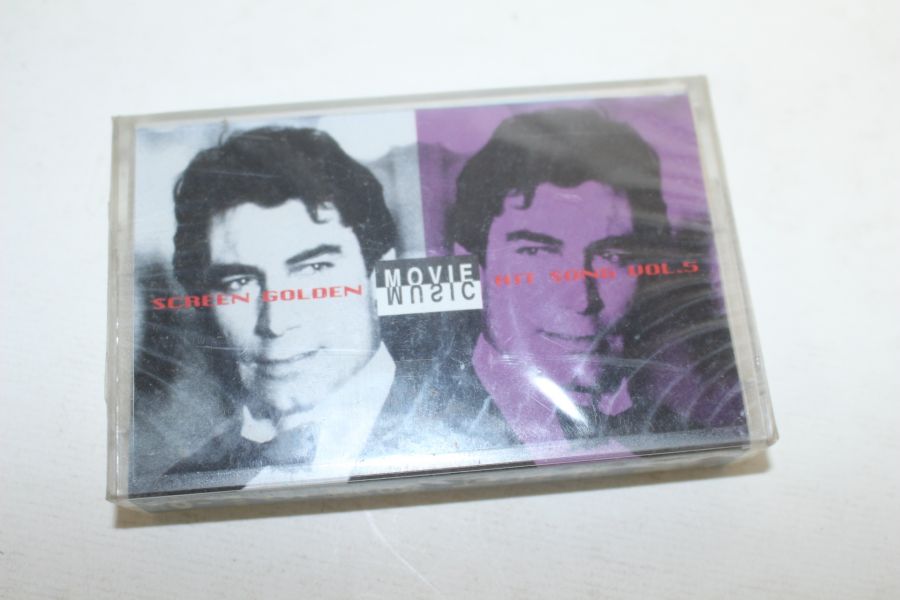 SCREEN GOLDEN
MOVIE
MUSIC
HIT SONG VOL.5